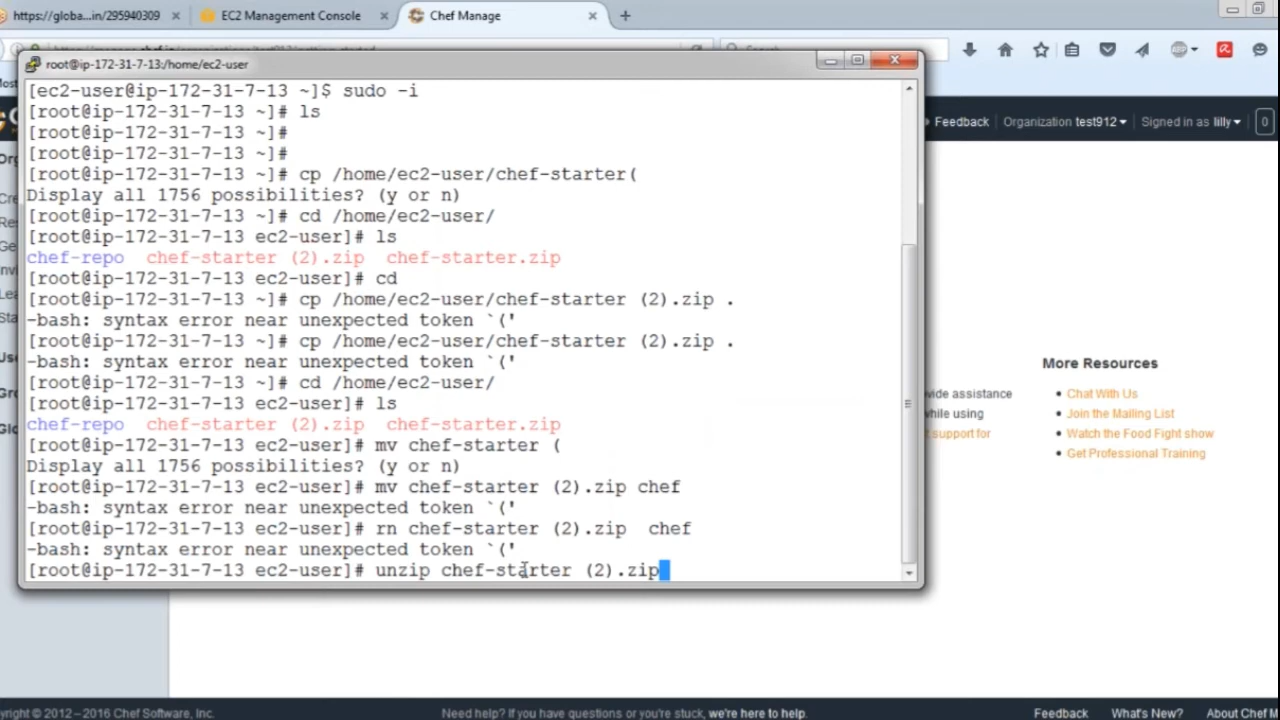 https://globa...in/295940309
EC2 Management Console
Chef Manage
Search
root@ip-172-31-7-13:/home/ec2-user
Feedback
Organization test912
Signed in as lilly
0
[ec2-user@ip-172-31-7-13 ~]$ sudo -i
[root@ip-172-31-7-13 ~]# ls
[root@ip-172-31-7-13 ~]#
[root@ip-172-31-7-13 ~]#
[root@ip-172-31-7-13 ~]# cp /home/ec2-user/chef-starter(
Display all 1756 possibilities? (y or n)
[root@ip-172-31-7-13 ~]# cd /home/ec2-user/
[root@ip-172-31-7-13 ec2-user]# ls
chef-repo  chef-starter (2).zip  chef-starter.zip
[root@ip-172-31-7-13 ec2-user]# cd
[root@ip-172-31-7-13 ~]# cp /home/ec2-user/chef-starter (2).zip .
-bash: syntax error near unexpected token `('
[root@ip-172-31-7-13 ~]# cp /home/ec2-user/chef-starter (2).zip .
-bash: syntax error near unexpected token `('
[root@ip-172-31-7-13 ~]# cd /home/ec2-user/
[root@ip-172-31-7-13 ec2-user]# ls
chef-repo  chef-starter (2).zip  chef-starter.zip
[root@ip-172-31-7-13 ec2-user]# mv chef-starter (
Display all 1756 possibilities? (y or n)
[root@ip-172-31-7-13 ec2-user]# mv chef-starter (2).zip chef
-bash: syntax error near unexpected token `('
[root@ip-172-31-7-13 ec2-user]# rn chef-starter (2).zip  chef
-bash: syntax error near unexpected token `('
[root@ip-172-31-7-13 ec2-user]# unzip chef-starter (2).zip
More Resources
assistance
Chat With Us
while using
Join the Mailing List
support for
Watch the Food Fight show
Get Professional Training
2012 – 2016 Chef Software, Inc.
Need help? If you have questions or you're stuck, we're here to help.
Feedback
What's New?
About Chef